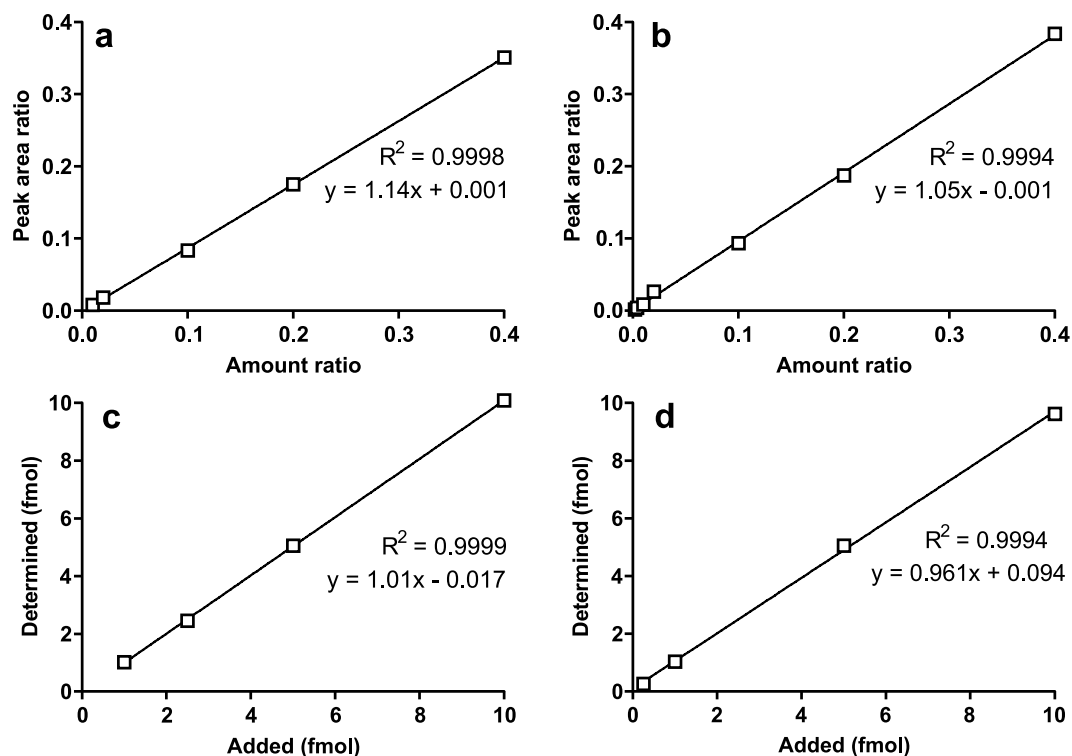 a
Peak area ratio
0.4
0.3
0.2
0.1
0.0
R² = 0.9998
y = 1.14x + 0.001
0.0 0.1 0.2 0.3 0.4
Amount ratio
b
Peak area ratio
0.4
0.3
0.2
0.1
0.0
R² = 0.9994
y = 1.05x - 0.001
0.0 0.1 0.2 0.3 0.4
Amount ratio
c
Determined (fmol)
10
8
6
4
2
0
R² = 0.9999
y = 1.01x - 0.017
0 2 4 6 8 10
Added (fmol)
d
Determined (fmol)
10
8
6
4
2
0
R² = 0.9994
y = 0.961x + 0.094
0 2 4 6 8 10
Added (fmol)